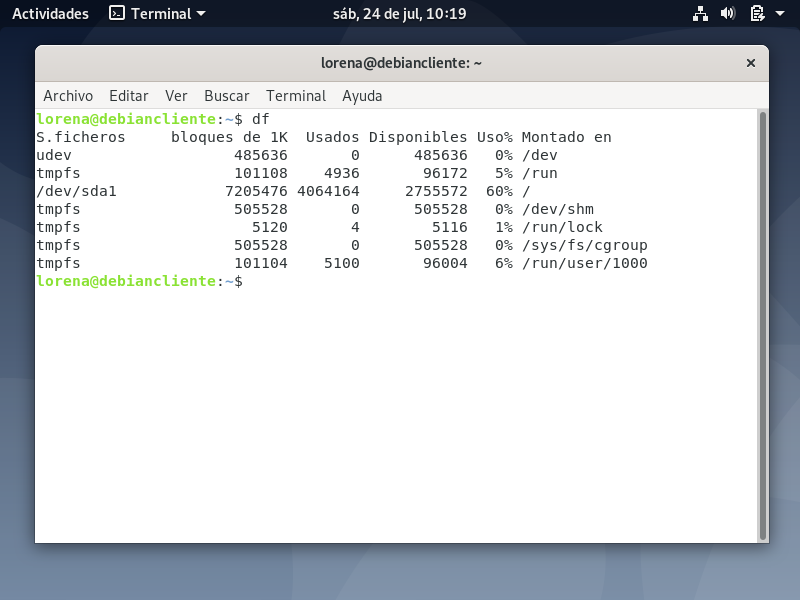 Actividades Terminal sáb, 24 de jul, 10:19
lorena@debiancliente: ~
Archivo Editar Ver Buscar Terminal Ayuda
lorena@debiancliente:~$ df
S.ficheros     bloques de 1K  Usados Disponibles Uso% Montado en
udev                  485636       0      485636   0% /dev
tmpfs                 101108    4936       96172   5% /run
/dev/sda1            7205476 4064164     2755572  60% /
tmpfs                 505528       0      505528   0% /dev/shm
tmpfs                   5120       4        5116   1% /run/lock
tmpfs                 505528       0      505528   0% /sys/fs/cgroup
tmpfs                 101104    5100       96004   6% /run/user/1000
lorena@debiancliente:~$